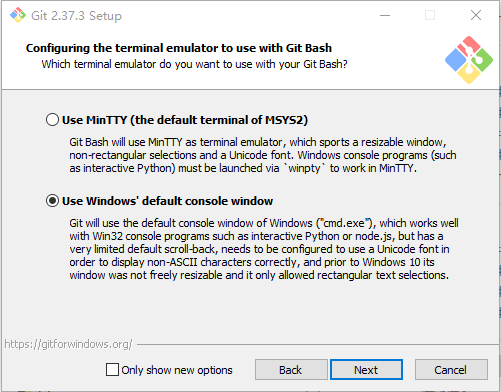 Git 2.37.3 Setup
Configuring the terminal emulator to use with Git Bash
Which terminal emulator do you want to use with your Git Bash?
Use MinTTY (the default terminal of MSYS2)
Git Bash will use MinTTY as terminal emulator, which sports a resizable window,
non-rectangular selections and a Unicode font. Windows console programs (such
as interactive Python) must be launched via `winpty` to work in MinTTY.
Use Windows' default console window
Git will use the default console window of Windows ("cmd.exe"), which works well
with Win32 console programs such as interactive Python or node.js, but has a
very limited default scroll-back, needs to be configured to use a Unicode font in
order to display non-ASCII characters correctly, and prior to Windows 10 its
window was not freely resizable and it only allowed rectangular text selections.
https://gitforwindows.org/
Only show new options
Back
Next
Cancel